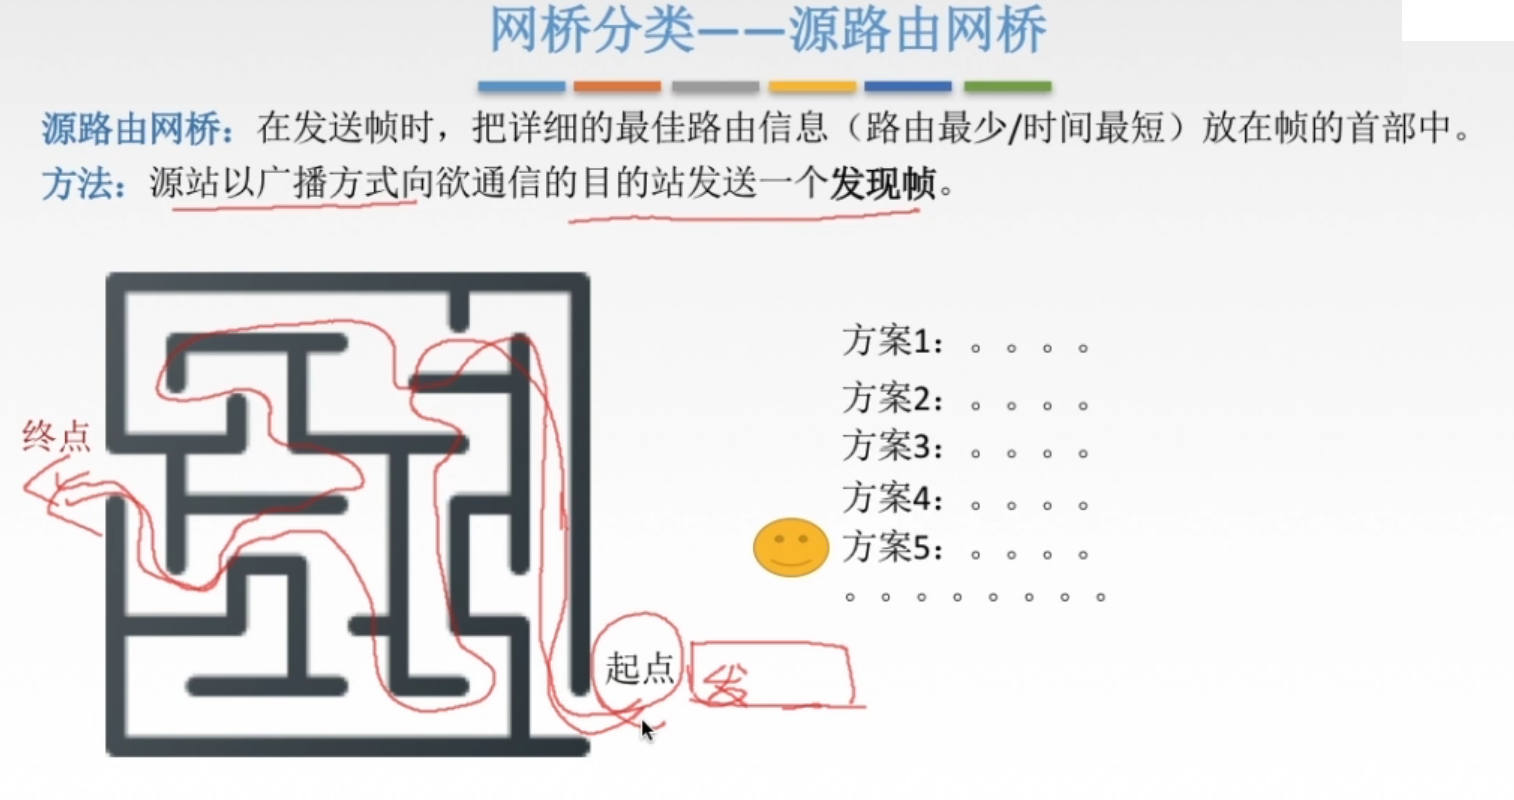 网桥分类——源路由网桥
源路由网桥：在发送帧时，把详细的最佳路由信息（路由最少/时间最短）放在帧的首部中。
方法：源站以广播方式向欲通信的目的站发送一个发现帧。
方案1：。。。。
方案2：。。。。
终点
方案3：。。。。
方案4：。。。。
方案5：。。。。
。。。。。。。。
起点
发